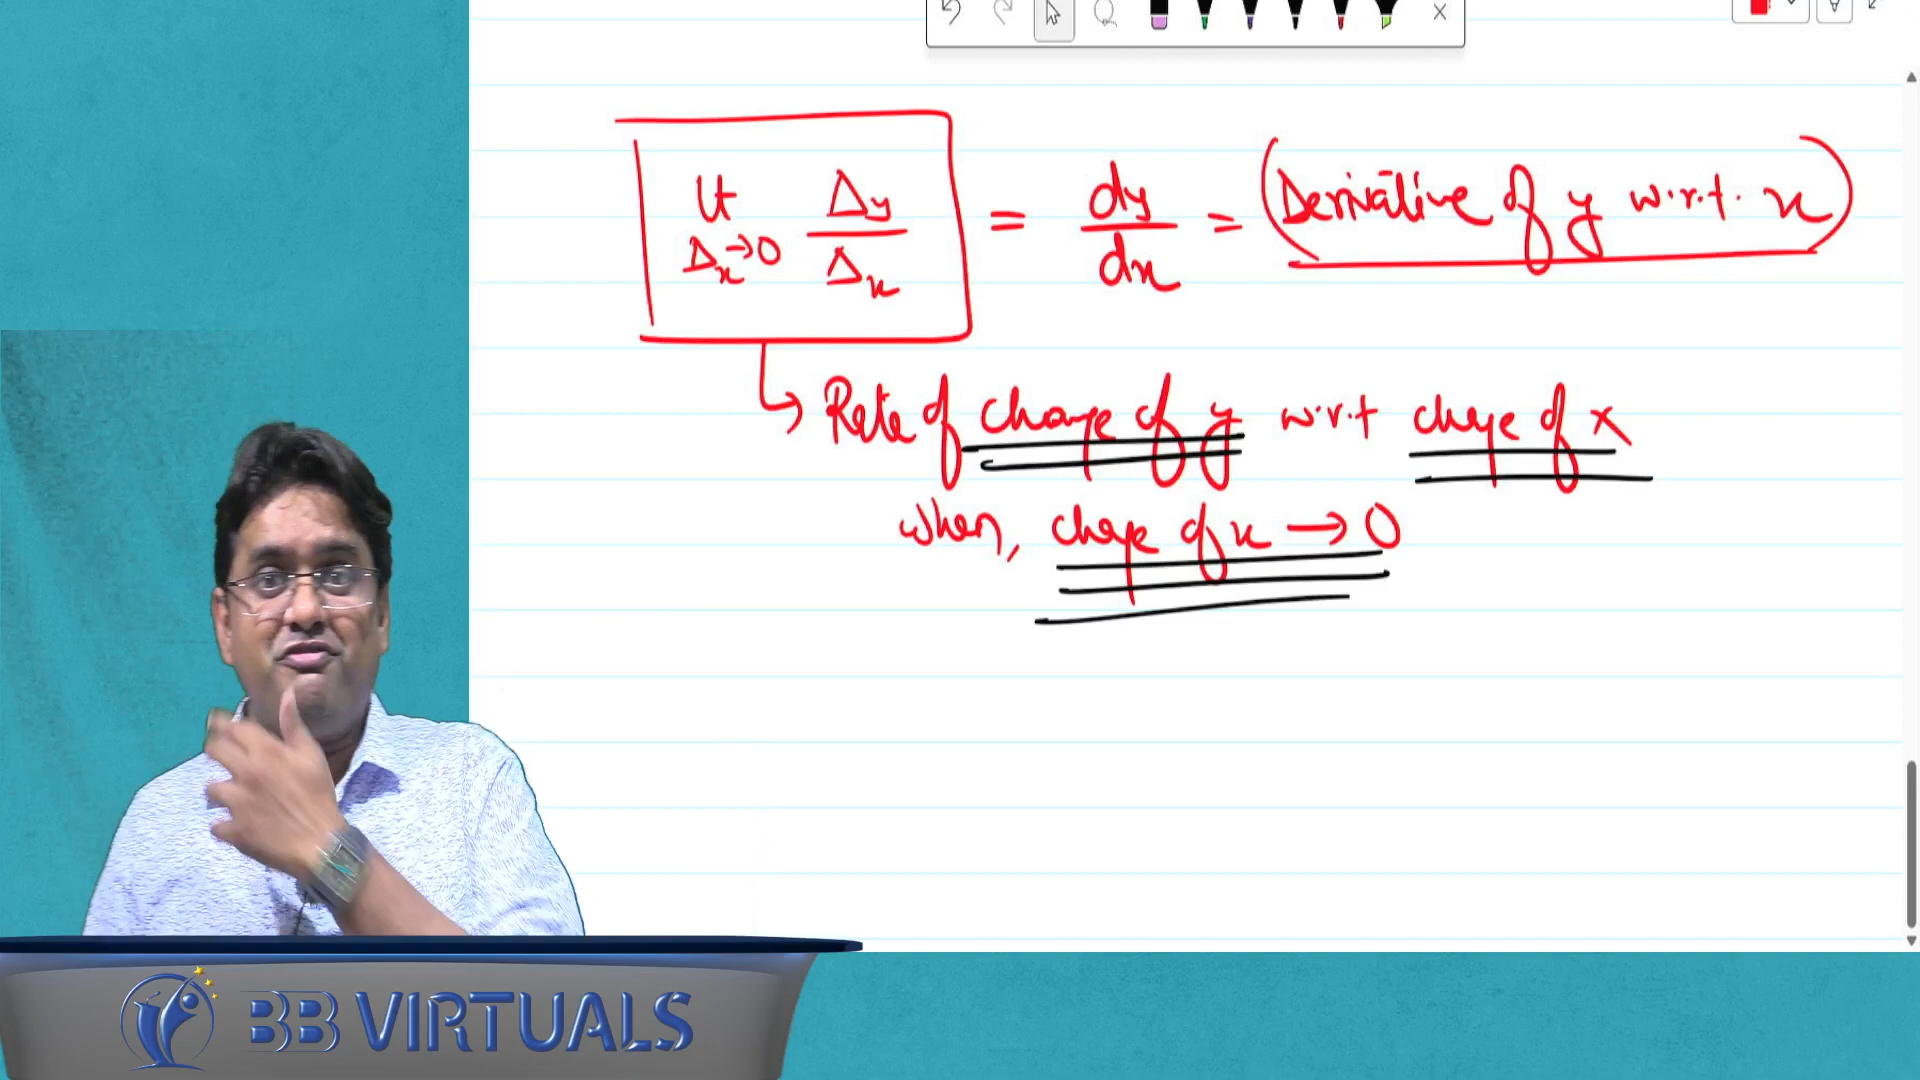 lt Δx→0 Δy/Δx = dy/dx = (Derivative of y w.r.t. x)
↳ Rate of change of y w.r.t change of x
when, change of x → 0
BB VIRTUALS